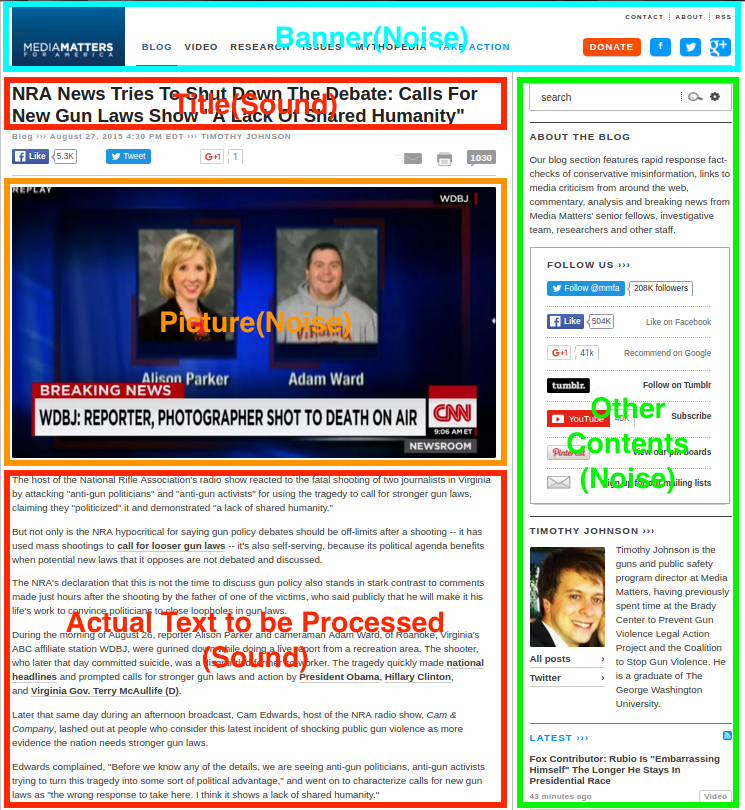 CONTACT ABOUT RSS
MEDIAMATTERS
FOR AMERICA
BLOG VIDEO RESEARCH ISSUES MYTHOPEDIA TAKE ACTION
DONATE
Banner(Noise)
NRA News Tries To Shut Down The Debate: Calls For
New Gun Laws Show "A Lack Of Shared Humanity"
Title(Sound)
Blog ››› August 27, 2015 4:30 PM EDT ››› TIMOTHY JOHNSON
Like 5.3K Tweet G+1 1 1030
REPLAY
WDBJ
Picture(Noise)
Alison Parker Adam Ward
BREAKING NEWS
WDBJ: REPORTER, PHOTOGRAPHER SHOT TO DEATH ON AIR
CNN
9:06 AM ET
NEWSROOM
The host of the National Rifle Association's radio show reacted to the fatal shooting of two journalists in Virginia
by attacking "anti-gun politicians" and "anti-gun activists" for using the tragedy to call for stronger gun laws,
claiming they "politicized" it and demonstrated "a lack of shared humanity."
But not only is the NRA hypocritical for saying gun policy debates should be off-limits after a shooting -- it has
used mass shootings to call for looser gun laws -- it's also self-serving, because its political agenda benefits
when potential new laws that it opposes are not debated and discussed.
The NRA's declaration that this is not the time to discuss gun policy also stands in stark contrast to comments
made just hours after the shooting by the father of one of the victims, who said publicly that he will make it his
life's work to convince politicians to close loopholes in gun laws.
Actual Text to be Processed
(Sound)
During the morning of August 26, reporter Alison Parker and cameraman Adam Ward, of Roanoke, Virginia's
ABC affiliate station WDBJ, were gunned down while doing a live report from a recreation area. The shooter,
who later that day committed suicide, was a disgruntled former co-worker. The tragedy quickly made national
headlines and prompted calls for stronger gun laws and action by President Obama, Hillary Clinton,
and Virginia Gov. Terry McAullife (D).
Later that same day during an afternoon broadcast, Cam Edwards, host of the NRA radio show, Cam &
Company, lashed out at people who consider this latest incident of shocking public gun violence as more
evidence the nation needs stronger gun laws.
Edwards complained, "Before we know any of the details, we are seeing anti-gun politicians, anti-gun activists
trying to turn this tragedy into some sort of political advantage," and went on to characterize calls for new gun
laws as "the wrong response to take here. I think it shows a lack of shared humanity."
search
ABOUT THE BLOG
Our blog section features rapid response fact-
checks of conservative misinformation, links to
media criticism from around the web,
commentary, analysis and breaking news from
Media Matters' senior fellows, investigative
team, researchers and other staff.
FOLLOW US ›››
Follow @mmfa 208K followers
Like 504K Like on Facebook
G+1 41k Recommend on Google
tumblr. Follow on Tumblr
YouTube 40K Subscribe
Pinterest View our pin boards
Sign up for our mailing lists
Other
Contents
(Noise)
TIMOTHY JOHNSON ›››
Timothy Johnson is the
guns and public safety
program director at Media
Matters, having previously
spent time at the Brady
Center to Prevent Gun
Violence Legal Action
Project and the Coalition
to Stop Gun Violence. He
is a graduate of The
George Washington
University.
All posts ›
Twitter ›
LATEST ›››
Fox Contributor: Rubio Is "Embarrassing
Himself" The Longer He Stays In
Presidential Race
43 minutes ago Video